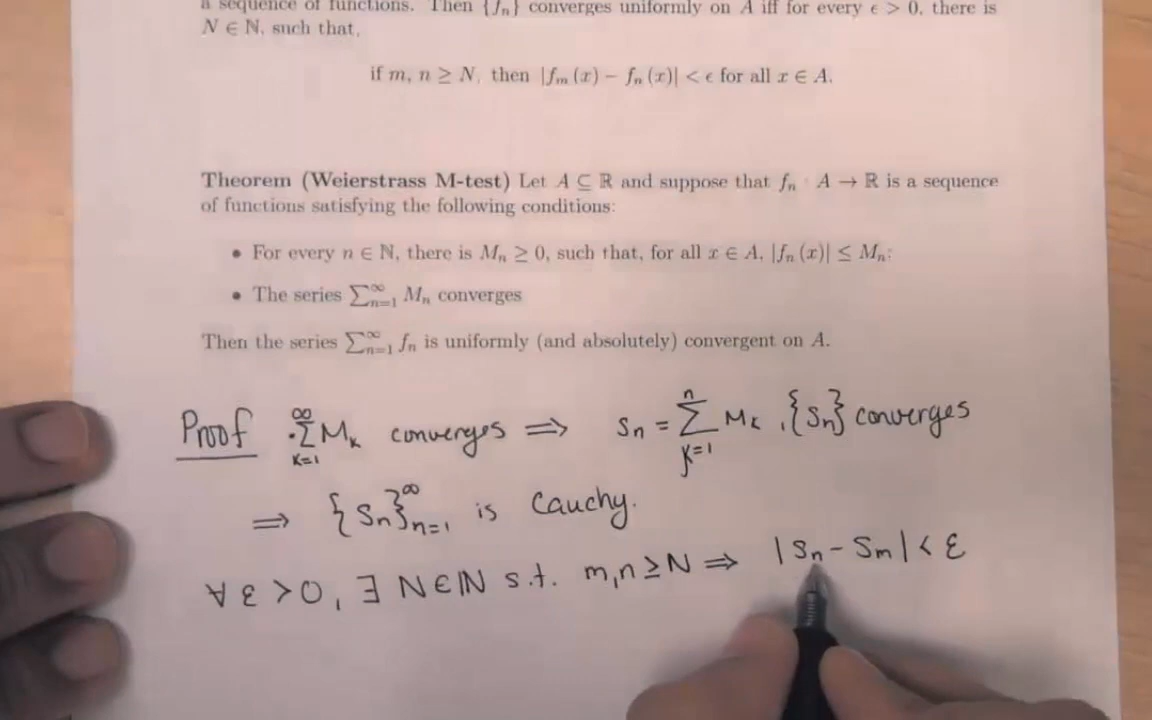 a sequence of functions. Then {fₙ} converges uniformly on A iff for every ϵ > 0, there is
N ∈ ℕ, such that,
if m, n ≥ N, then |fₘ (x) − fₙ (x)| < ϵ for all x ∈ A.
Theorem (Weierstrass M-test) Let A ⊆ ℝ and suppose that fₙ : A → ℝ is a sequence
of functions satisfying the following conditions:
• For every n ∈ ℕ, there is Mₙ ≥ 0, such that, for all x ∈ A, |fₙ (x)| ≤ Mₙ;
• The series ∑_{n=1}^{∞} Mₙ converges
Then the series ∑_{n=1}^{∞} fₙ is uniformly (and absolutely) convergent on A.
Proof ∑_{k=1}^{∞} Mₖ converges ⟹ Sₙ = ∑_{k=1}^{n} Mₖ , {Sₙ} converges
⟹ {Sₙ}_{n=1}^{∞} is Cauchy.
∀ ε > 0, ∃ N ∈ ℕ s.t. m,n ≥ N ⟹ |Sₙ − Sₘ| < ε